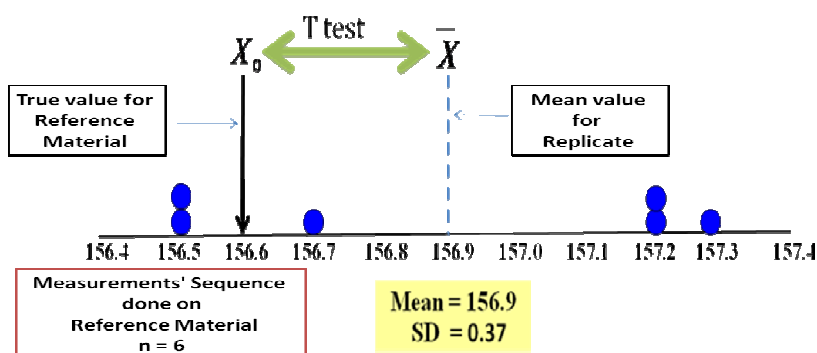 T test
X₀
X̅
True value for
Reference
Material
Mean value
for
Replicate
156.4 156.5 156.6 156.7 156.8 156.9 157.0 157.1 157.2 157.3 157.4
Measurements' Sequence
done on
Reference Material
n = 6
Mean = 156.9
SD = 0.37